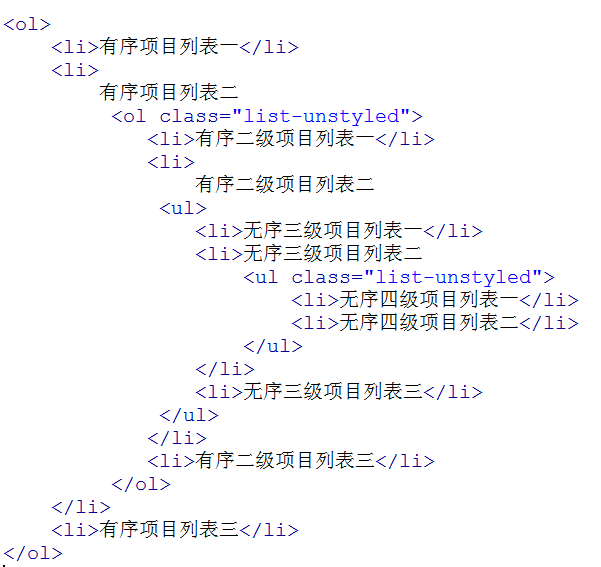 <ol>
<li>有序项目列表一</li>
<li>
有序项目列表二
<ol class="list-unstyled">
<li>有序二级项目列表一</li>
<li>
有序二级项目列表二
<ul>
<li>无序三级项目列表一</li>
<li>无序三级项目列表二
<ul class="list-unstyled">
<li>无序四级项目列表一</li>
<li>无序四级项目列表二</li>
</ul>
</li>
<li>无序三级项目列表三</li>
</ul>
</li>
<li>有序二级项目列表三</li>
</ol>
</li>
<li>有序项目列表三</li>
</ol>